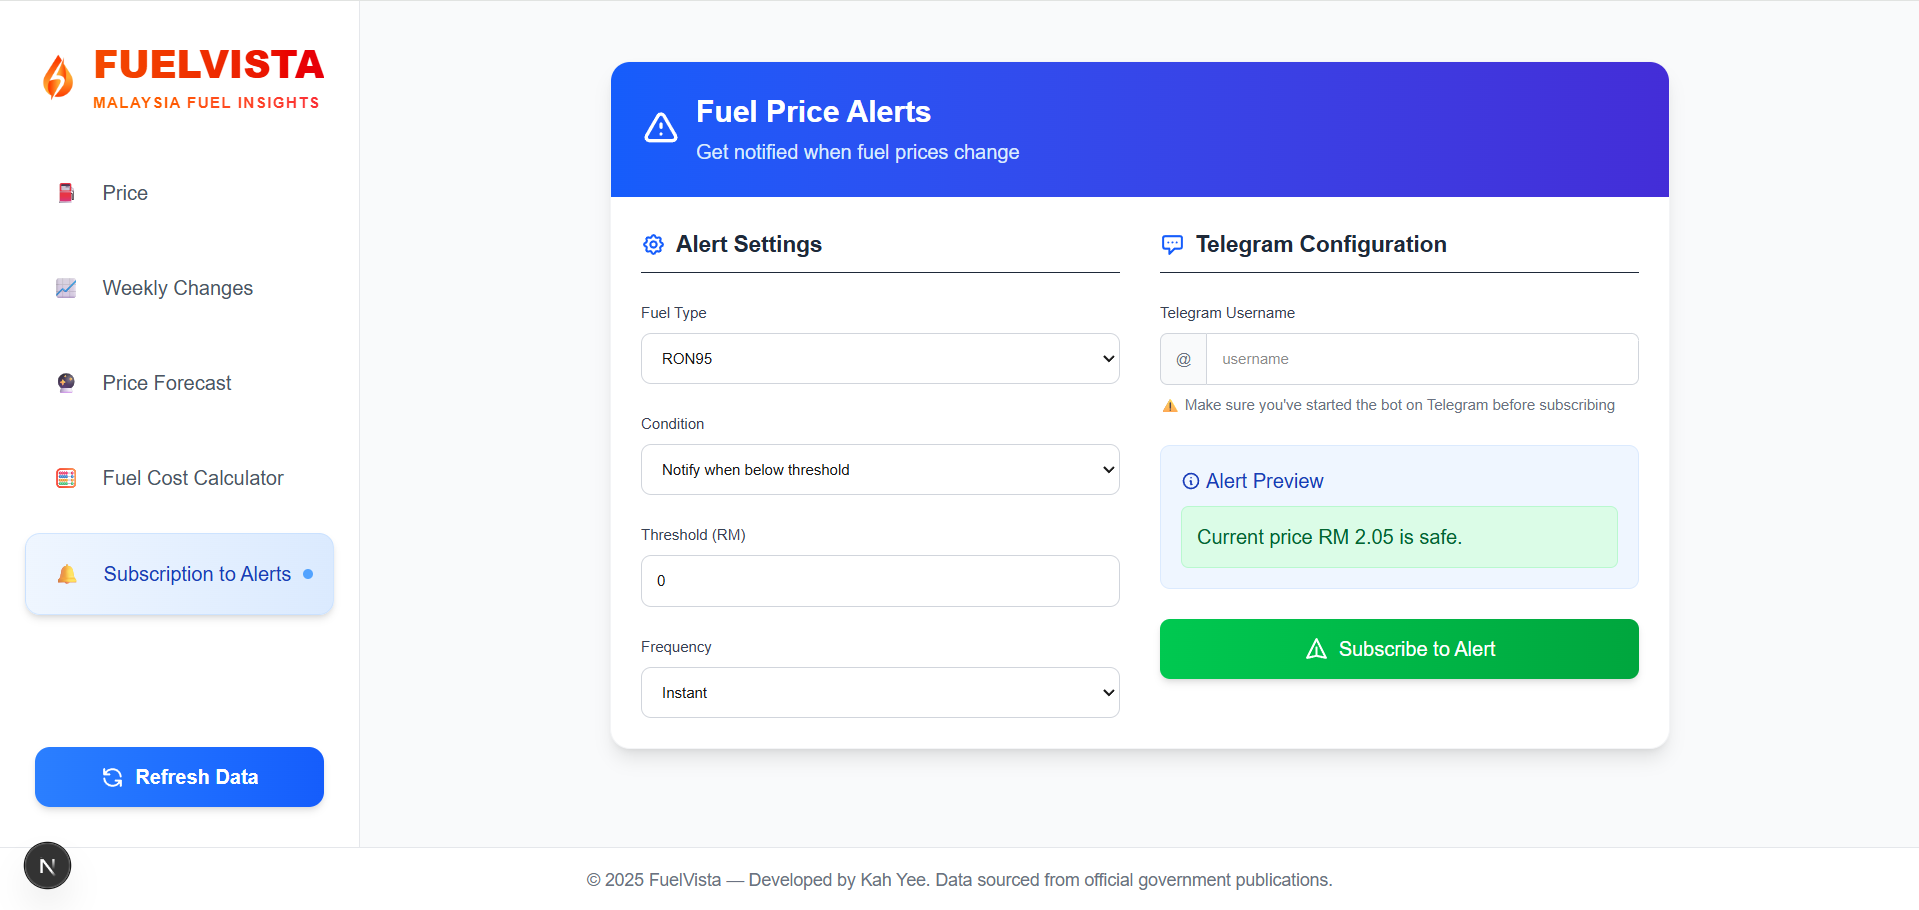 FUELVISTA
MALAYSIA FUEL INSIGHTS
Price
Weekly Changes
Price Forecast
Fuel Cost Calculator
Subscription to Alerts
Refresh Data
N
Fuel Price Alerts
Get notified when fuel prices change
Alert Settings
Fuel Type
RON95
Condition
Notify when below threshold
Threshold (RM)
0
Frequency
Instant
Telegram Configuration
Telegram Username
@ username
Make sure you've started the bot on Telegram before subscribing
Alert Preview
Current price RM 2.05 is safe.
Subscribe to Alert
© 2025 FuelVista — Developed by Kah Yee. Data sourced from official government publications.